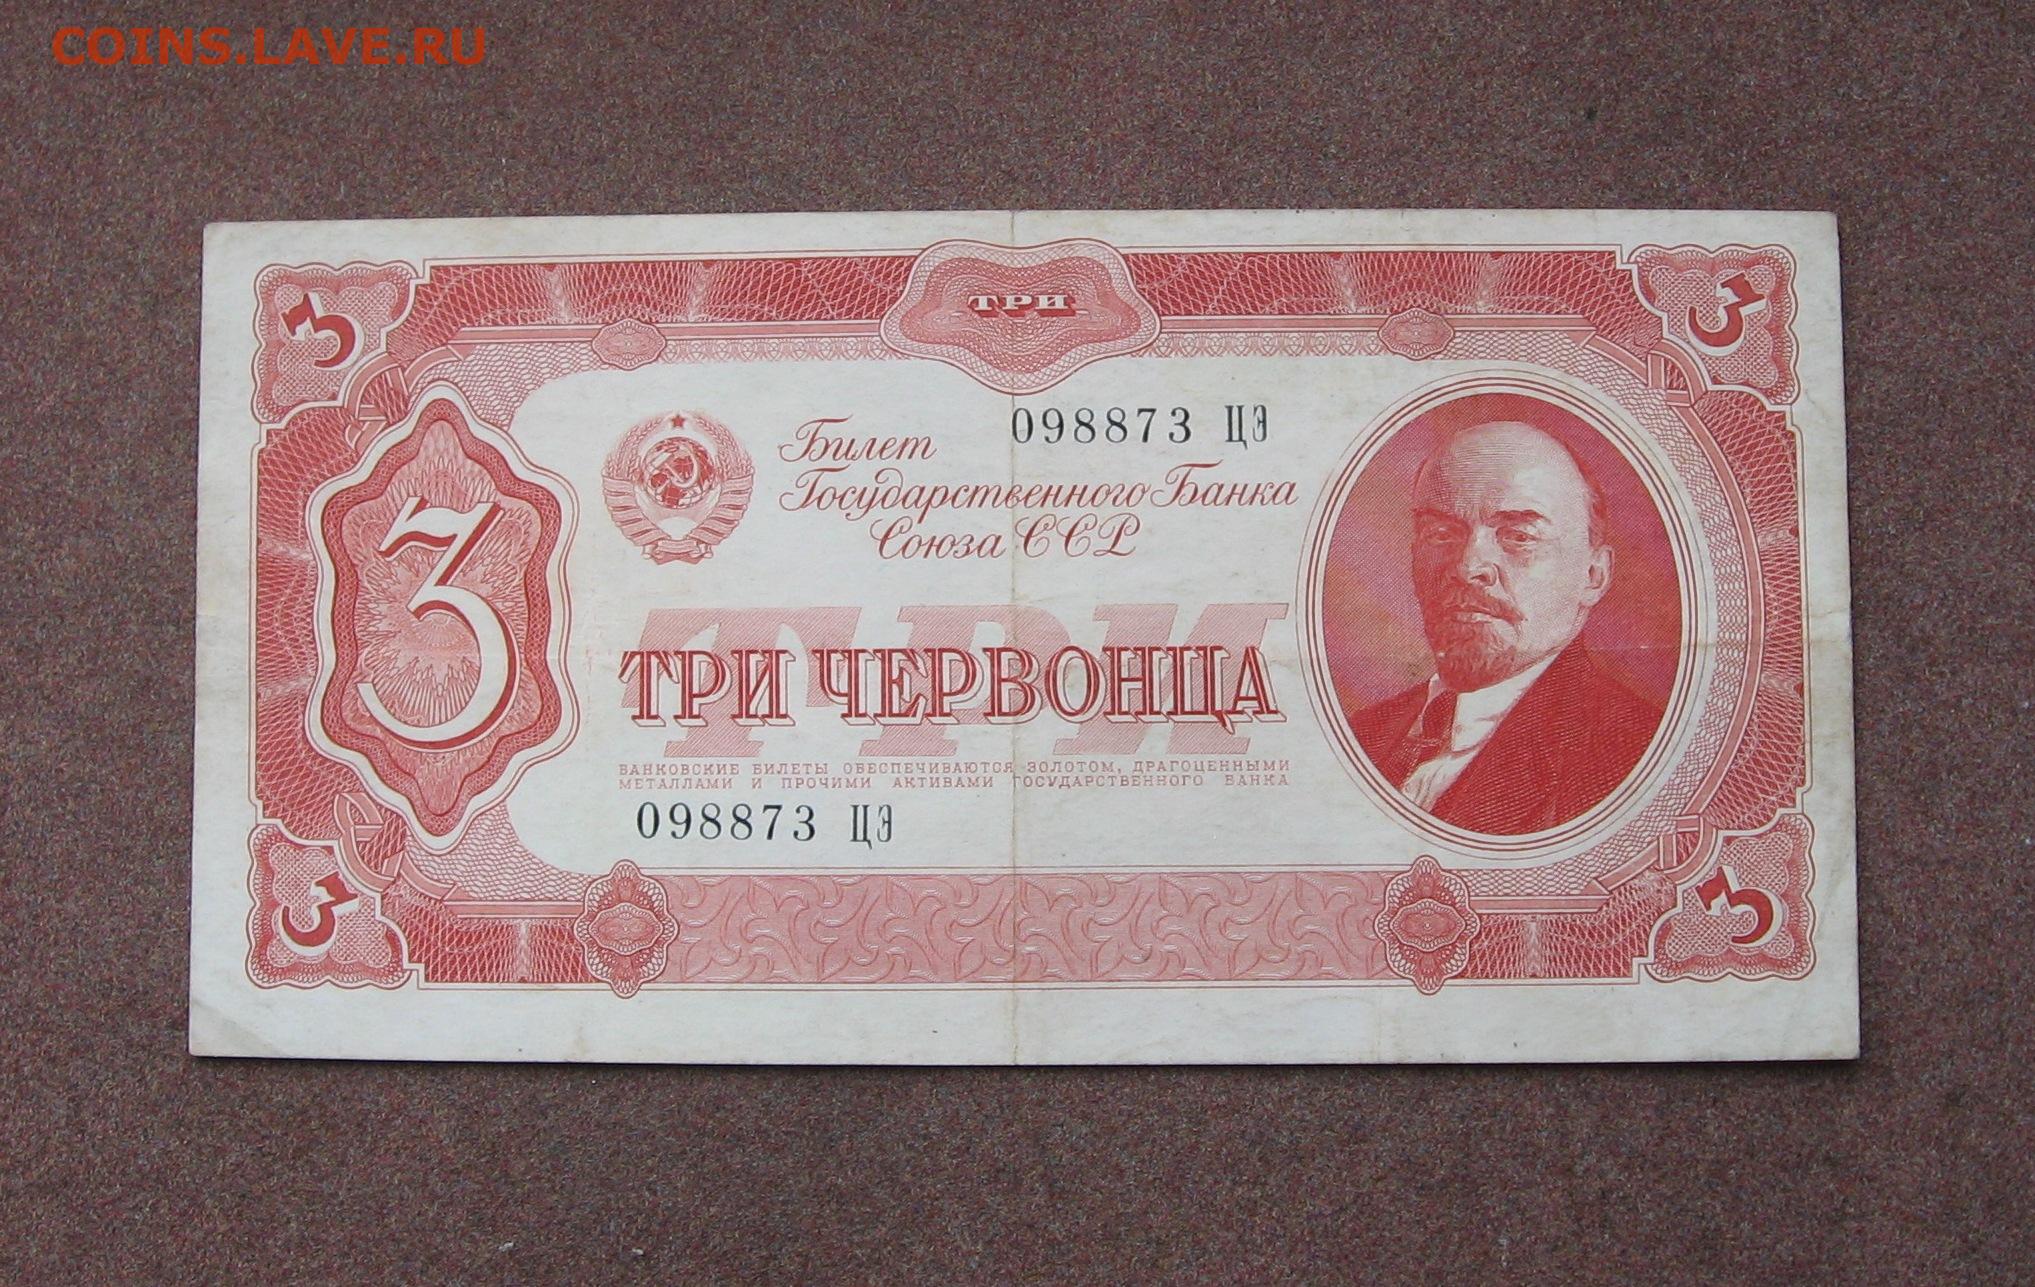 COINS.LAVE.RU
3 ТРИ 3
098873 ЦЭ
Билет
Государственного Банка
Союза ССР
3
ТРИ
ТРИ ЧЕРВОНЦА
БАНКОВСКИЕ БИЛЕТЫ ОБЕСПЕЧИВАЮТСЯ ЗОЛОТОМ, ДРАГОЦЕННЫМИ
МЕТАЛЛАМИ И ПРОЧИМИ АКТИВАМИ ГОСУДАРСТВЕННОГО БАНКА
098873 ЦЭ
3 3